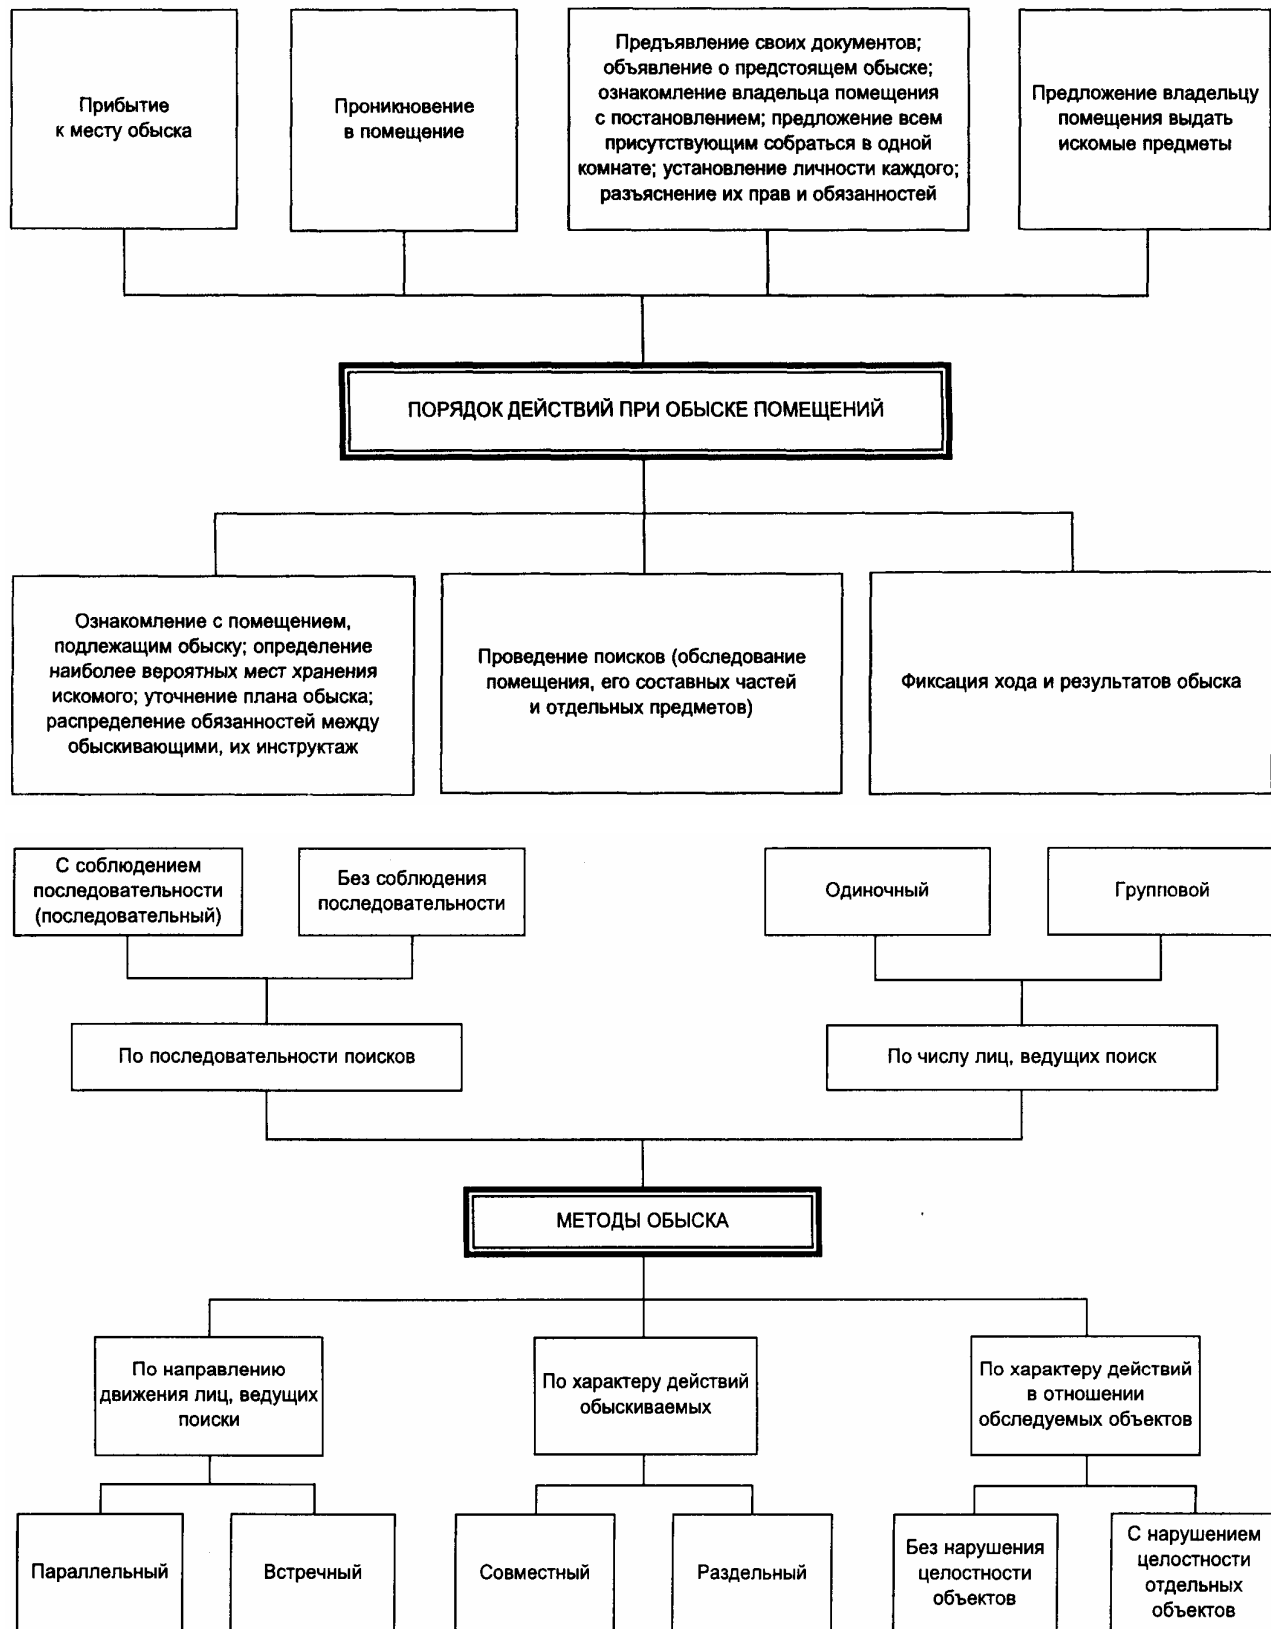 Прибытие
к месту обыска
Проникновение
в помещение
Предъявление своих документов;
объявление о предстоящем обыске;
ознакомление владельца помещения
с постановлением; предложение всем
присутствующим собраться в одной
комнате; установление личности каждого;
разъяснение их прав и обязанностей
Предложение владельцу
помещения выдать
искомые предметы
ПОРЯДОК ДЕЙСТВИЙ ПРИ ОБЫСКЕ ПОМЕЩЕНИЙ
Ознакомление с помещением,
подлежащим обыску; определение
наиболее вероятных мест хранения
искомого; уточнение плана обыска;
распределение обязанностей между
обыскивающими, их инструктаж
Проведение поисков (обследование
помещения, его составных частей
и отдельных предметов)
Фиксация хода и результатов обыска
С соблюдением
последовательности
(последовательный)
Без соблюдения
последовательности
Одиночный
Групповой
По последовательности поисков
По числу лиц, ведущих поиск
МЕТОДЫ ОБЫСКА
По направлению
движения лиц, ведущих
поиски
По характеру действий
обыскиваемых
По характеру действий
в отношении
обследуемых объектов
Параллельный
Встречный
Совместный
Раздельный
Без нарушения
целостности
объектов
С нарушением
целостности
отдельных
объектов